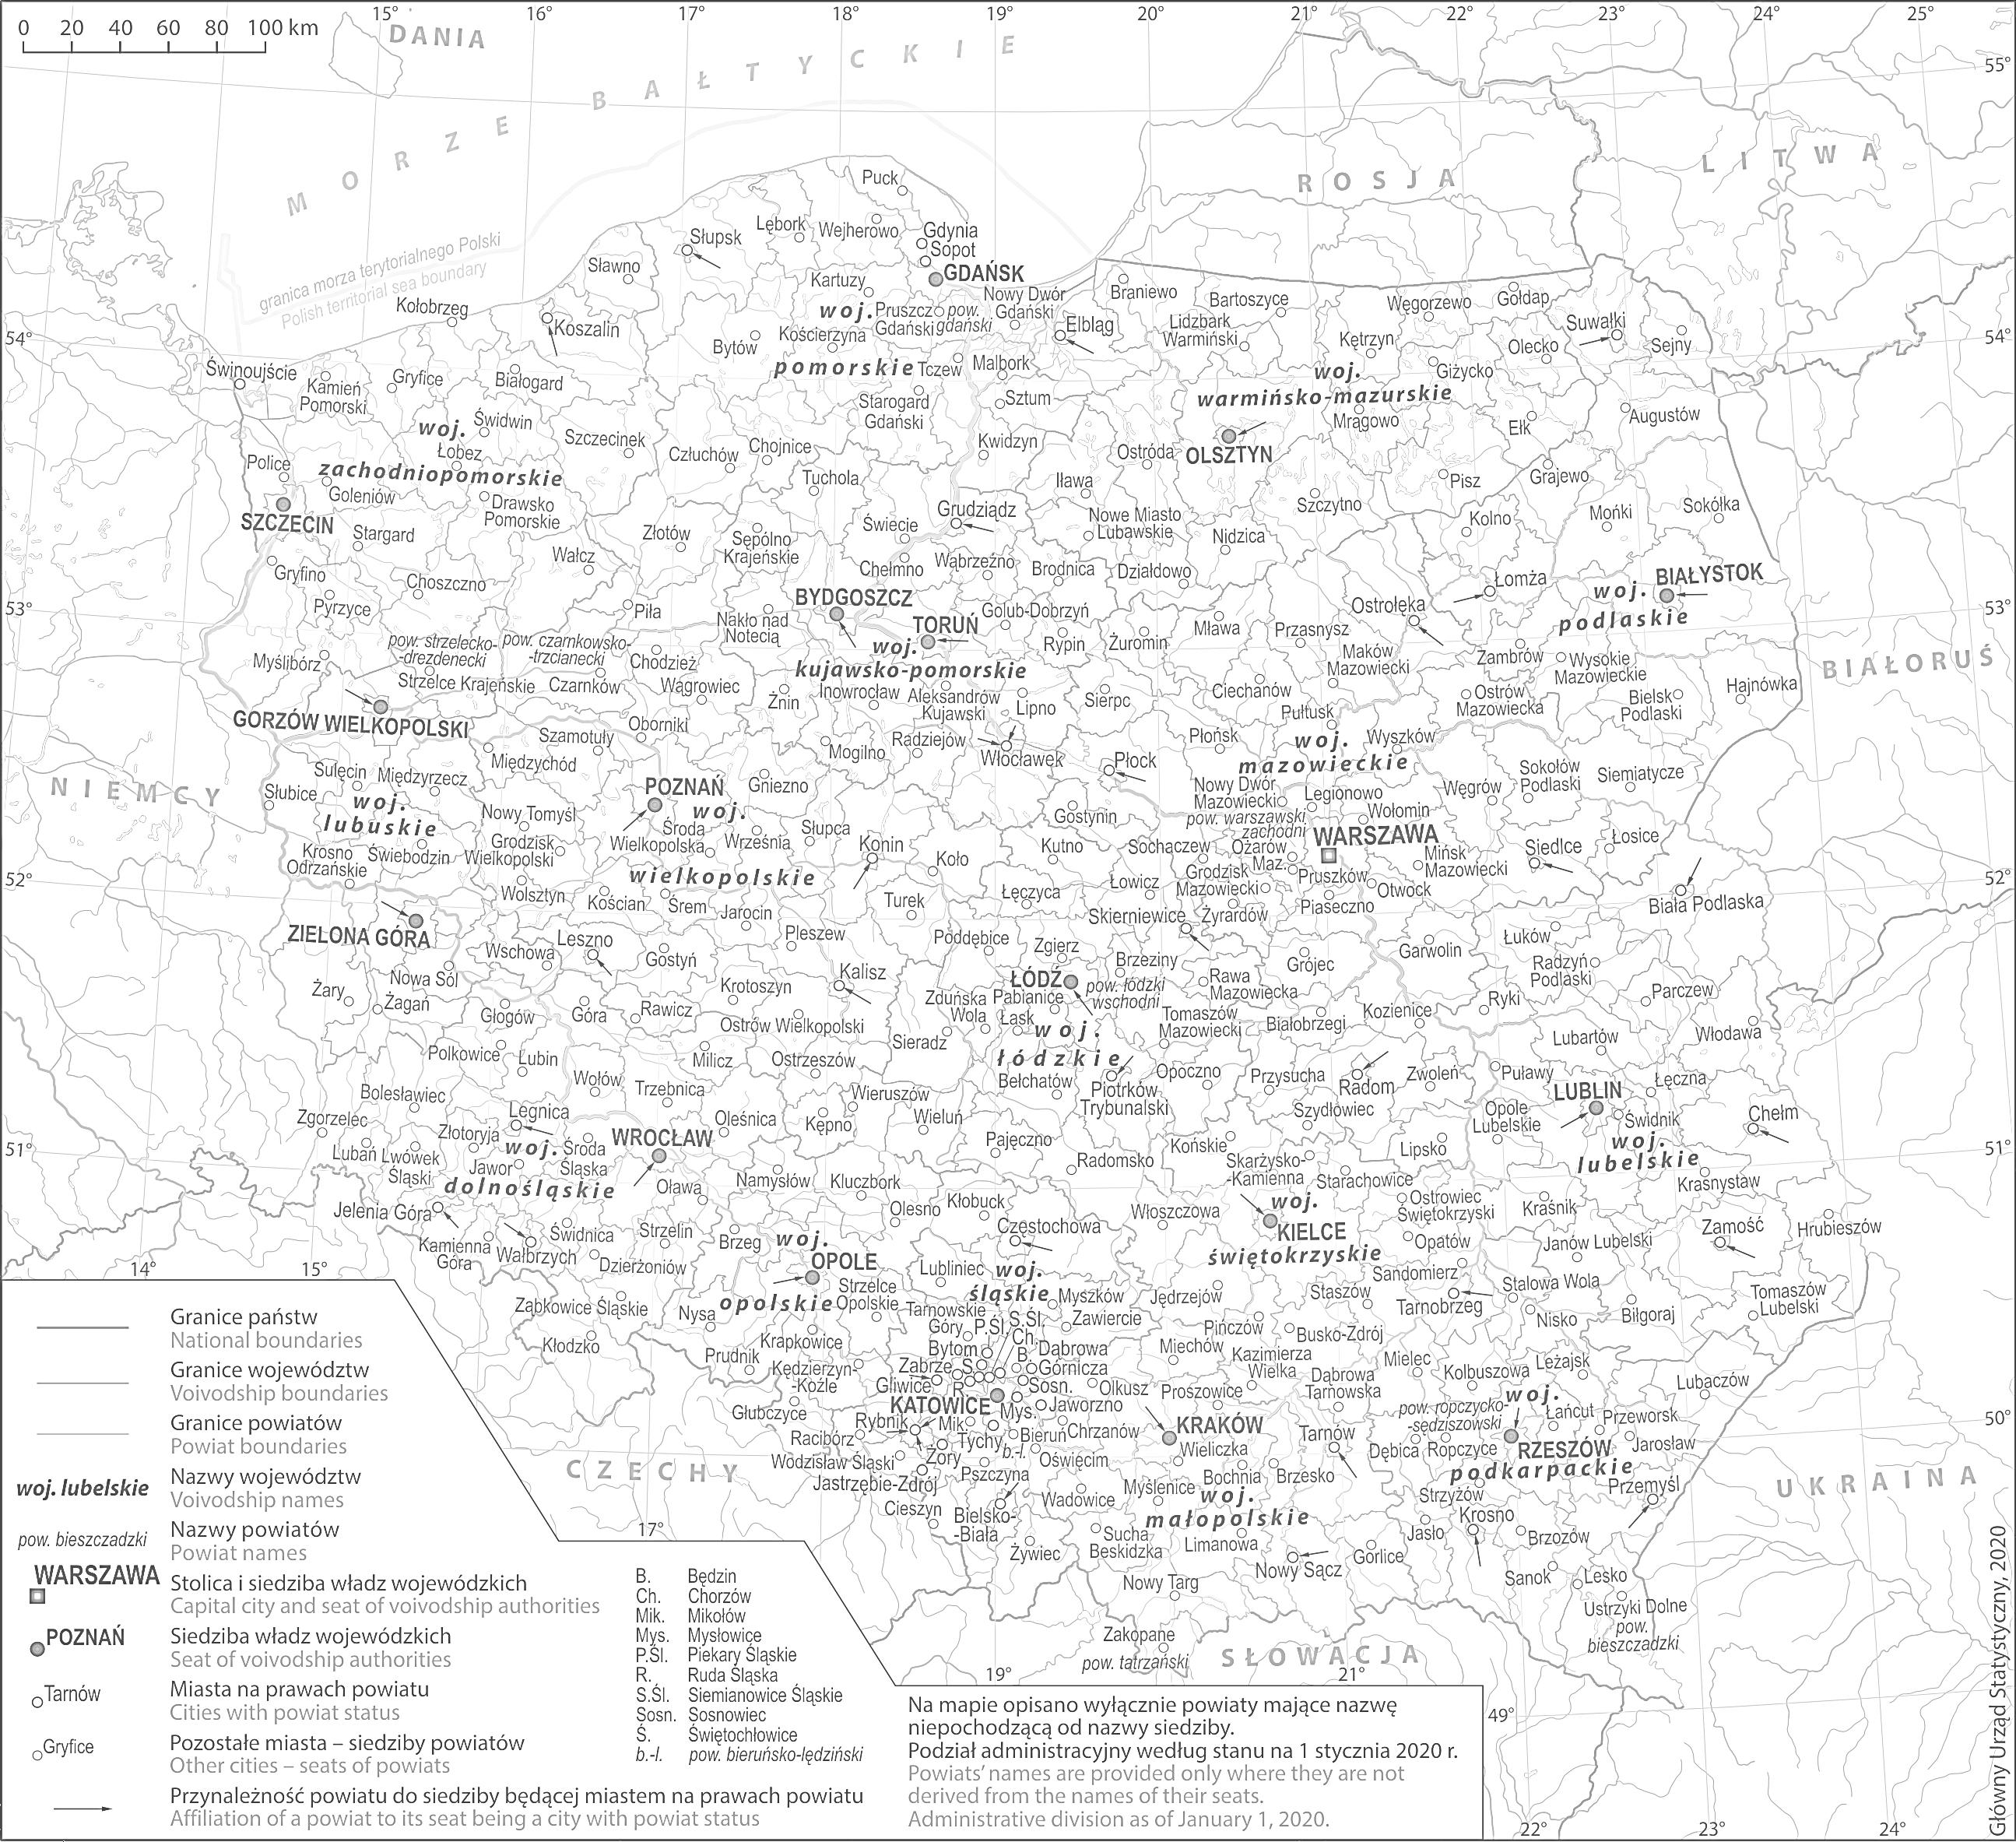 0 20 40 60 80 100 km
15° 16° 17° 18° 19° 20° 21° 22° 23° 24° 25°
DANIA
MORZE BAŁTYCKIE
ROSJA
LITWA
55°
granica morza terytorialnego Polski
Polish territorial sea boundary
Puck
Lębork
Wejherowo
Gdynia
Sopot
Słupsk
GDAŃSK
Sławno
Kartuzy
Nowy Dwór
Gdański
woj.
pomorskie
Pruszcz
Gdański
pow.
gdański
Kościerzyna
Bytów
Tczew
Malbork
Starogard
Gdański
Sztum
Kwidzyn
Człuchów
Chojnice
54°
54°
Kołobrzeg
Koszalin
Świnoujście
Kamień
Pomorski
Gryfice
Białogard
woj.
zachodniopomorskie
Świdwin
Łobez
Szczecinek
Police
Goleniów
SZCZECIN
Drawsko
Pomorskie
Stargard
Wałcz
Gryfino
Pyrzyce
Choszczno
Myślibórz
Braniewo
Bartoszyce
Węgorzewo
Gołdap
Elbląg
Lidzbark
Warmiński
Kętrzyn
Olecko
woj.
warmińsko-mazurskie
Giżycko
Mrągowo
Ełk
Ostróda
OLSZTYN
Iława
Szczytno
Pisz
Nowe Miasto
Lubawskie
Nidzica
Działdowo
Suwałki
Sejny
Augustów
Grajewo
Kolno
Mońki
Sokółka
Łomża
woj.
podlaskie
BIAŁYSTOK
Zambrów
Wysokie
Mazowieckie
Bielsk
Podlaski
Hajnówka
Siemiatycze
BIAŁORUŚ
53°
53°
Tuchola
Świecie
Grudziądz
Sępólno
Krajeńskie
Chełmno
Wąbrzeźno
Brodnica
BYDGOSZCZ
TORUŃ
Golub-Dobrzyń
Nakło nad
Notecią
woj.
kujawsko-pomorskie
Rypin
Żnin
Inowrocław
Aleksandrów
Kujawski
Lipno
Mogilno
Radziejów
Włocławek
pow. strzelecko-
-drezdenecki
Strzelce Krajeńskie
GORZÓW WIELKOPOLSKI
Sulęcin
Międzyrzecz
Słubice
woj.
lubuskie
Krosno
Odrzańskie
Świebodzin
ZIELONA GÓRA
Wschowa
Nowa Sól
Żary
Żagań
NIEMCY
Złotów
Piła
pow. czarnkowsko-
-trzcianecki
Czarnków
Chodzież
Wągrowiec
Oborniki
Szamotuły
Międzychód
POZNAŃ
woj.
wielkopolskie
Gniezno
Nowy Tomyśl
Środa
Wielkopolska
Września
Słupca
Grodzisk
Wielkopolski
Konin
Koło
Wolsztyn
Kościan
Śrem
Jarocin
Turek
Leszno
Gostyń
Pleszew
Krotoszyn
Kalisz
Rawicz
Ostrów Wielkopolski
Ostrzeszów
Kępno
Żuromin
Mława
Przasnysz
Ostrołęka
Maków
Mazowiecki
Sierpc
Ciechanów
Pułtusk
Ostrów
Mazowiecka
Płońsk
woj.
mazowieckie
Wyszków
Płock
Nowy Dwór
Mazowiecki
Legionowo
Wołomin
Węgrów
Sokołów
Podlaski
Gostynin
pow. warszawski
zachodni
WARSZAWA
Sochaczew
Ożarów
Maz.
Mińsk
Mazowiecki
Siedlce
Łosice
Grodzisk
Mazowiecki
Pruszków
Otwock
Piaseczno
Żyrardów
Grójec
Garwolin
Białobrzegi
Kozienice
Przysucha
Radom
Zwoleń
Szydłowiec
Lipsko
52°
52°
Kutno
Łęczyca
Łowicz
Skierniewice
Poddębice
Zgierz
Brzeziny
ŁÓDŹ
pow. łódzki
wschodni
Rawa
Mazowiecka
Zduńska
Wola
Pabianice
Łask
woj.
łódzkie
Tomaszów
Mazowiecki
Sieradz
Bełchatów
Piotrków
Trybunalski
Opoczno
Wieruszów
Wieluń
Pajęczno
Radomsko
Biała Podlaska
Łuków
Radzyń
Podlaski
Parczew
Ryki
Lubartów
Włodawa
Puławy
LUBLIN
Łęczna
Opole
Lubelskie
Świdnik
Chełm
woj.
lubelskie
Krasnystaw
Kraśnik
Janów Lubelski
Zamość
Hrubieszów
Biłgoraj
Tomaszów
Lubelski
51°
51°
Głogów
Góra
Polkowice
Lubin
Milicz
Wołów
Trzebnica
Bolesławiec
Zgorzelec
Legnica
Oleśnica
Złotoryja
woj.
dolnośląskie
Środa
Śląska
WROCŁAW
Lubań
Lwówek
Śląski
Jawor
Oława
Jelenia Góra
Świdnica
Strzelin
Kamienna
Góra
Wałbrzych
Dzierżoniów
Ząbkowice Śląskie
Kłodzko
Namysłów
Kluczbork
Olesno
Brzeg
woj.
opolskie
OPOLE
Strzelce
Opolskie
Nysa
Krapkowice
Prudnik
Kędzierzyn-
-Koźle
Głubczyce
Końskie
Skarżysko-
-Kamienna
Starachowice
Włoszczowa
woj.
świętokrzyskie
KIELCE
Ostrowiec
Świętokrzyski
Opatów
Sandomierz
Jędrzejów
Staszów
Pińczów
Busko-Zdrój
Kazimierza
Wielka
Kłobuck
Częstochowa
Lubliniec
woj.
śląskie
Myszków
Tarnowskie
Góry
P.Śl.
S.Śl.
Ch.
Zawiercie
Bytom
B.
Dąbrowa
Górnicza
Zabrze
Ś.
Gliwice
R.
Sosn.
KATOWICE
Mys.
Jaworzno
Rybnik
Mik.
Tychy
b.-l.
Bieruń
Racibórz
Wodzisław Śląski
Żory
Pszczyna
Jastrzębie-Zdrój
Cieszyn
Bielsko-
-Biała
Żywiec
Miechów
Olkusz
Proszowice
Dąbrowa
Tarnowska
Chrzanów
KRAKÓW
Wieliczka
Tarnów
Oświęcim
Bochnia
Brzesko
Wadowice
Myślenice
woj.
małopolskie
Sucha
Beskidzka
Limanowa
Nowy Sącz
Gorlice
Nowy Targ
Zakopane
pow. tatrzański
Tarnobrzeg
Stalowa Wola
Nisko
Mielec
Kolbuszowa
Leżajsk
Lubaczów
pow. ropczycko-
-sędziszowski
woj.
podkarpackie
Łańcut
Przeworsk
Dębica
Ropczyce
RZESZÓW
Jarosław
Strzyżów
Przemyśl
Jasło
Krosno
Brzozów
Sanok
Lesko
Ustrzyki Dolne
pow.
bieszczadzki
50°
CZECHY
SŁOWACJA
UKRAINA
14° 15°
17°
19°
21°
49°
22° 23° 24°
Granice państw
National boundaries
Granice województw
Voivodship boundaries
Granice powiatów
Powiat boundaries
woj. lubelskie
Nazwy województw
Voivodship names
pow. bieszczadzki
Nazwy powiatów
Powiat names
WARSZAWA
Stolica i siedziba władz wojewódzkich
Capital city and seat of voivodship authorities
POZNAŃ
Siedziba władz wojewódzkich
Seat of voivodship authorities
Tarnów
Miasta na prawach powiatu
Cities with powiat status
Gryfice
Pozostałe miasta – siedziby powiatów
Other cities – seats of powiats
Przynależność powiatu do siedziby będącej miastem na prawach powiatu
Affiliation of a powiat to its seat being a city with powiat status
B. Będzin
Ch. Chorzów
Mik. Mikołów
Mys. Mysłowice
P.Śl. Piekary Śląskie
R. Ruda Śląska
S.Śl. Siemianowice Śląskie
Sosn. Sosnowiec
Ś. Świętochłowice
b.-l. pow. bieruńsko-lędziński
Na mapie opisano wyłącznie powiaty mające nazwę
niepochodzącą od nazwy siedziby.
Podział administracyjny według stanu na 1 stycznia 2020 r.
Powiats' names are provided only where they are not
derived from the names of their seats.
Administrative division as of January 1, 2020.
Główny Urząd Statystyczny, 2020